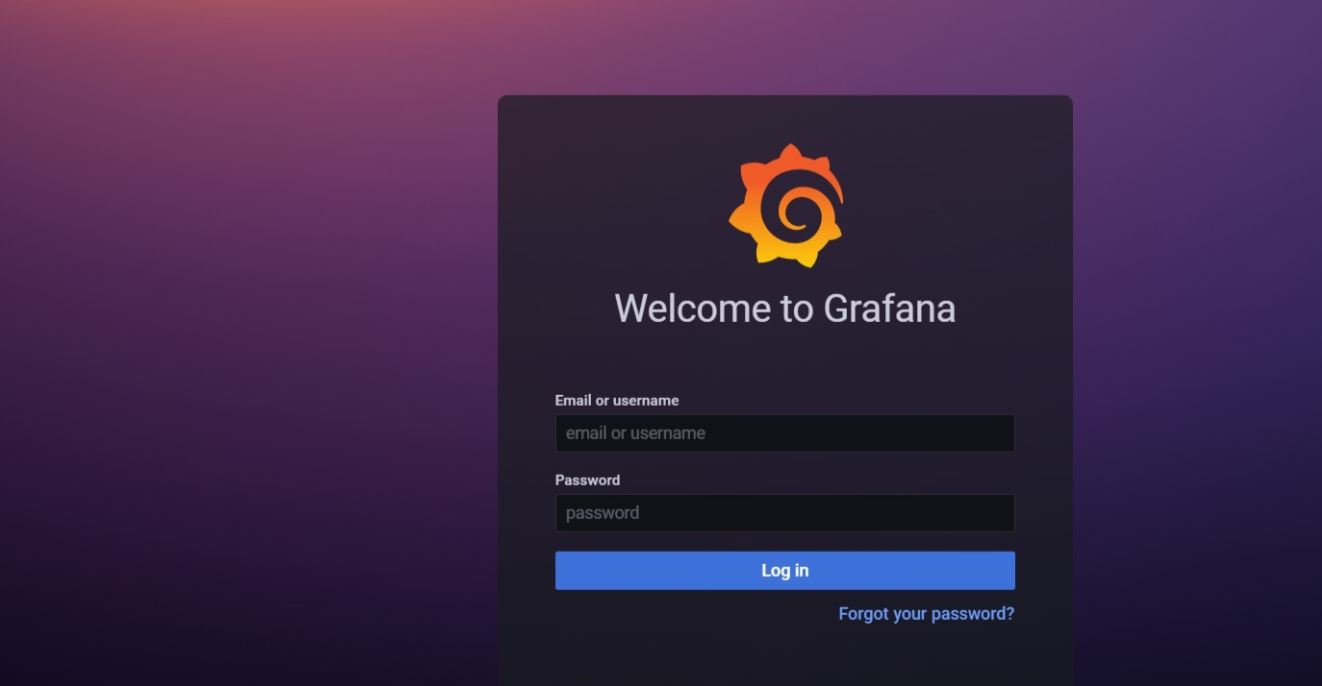 Welcome to Grafana
Email or username
email or username
Password
password
Log in
Forgot your password?